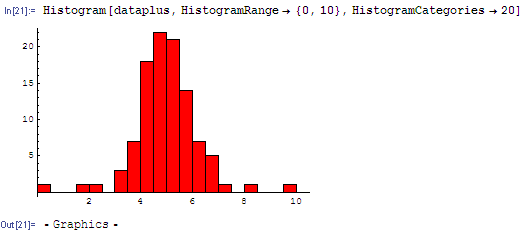 In[21]:= Histogram[dataplus, HistogramRange → {0, 10}, HistogramCategories → 20]
20
15
10
5
2 4 6 8 10
Out[21]= - Graphics -